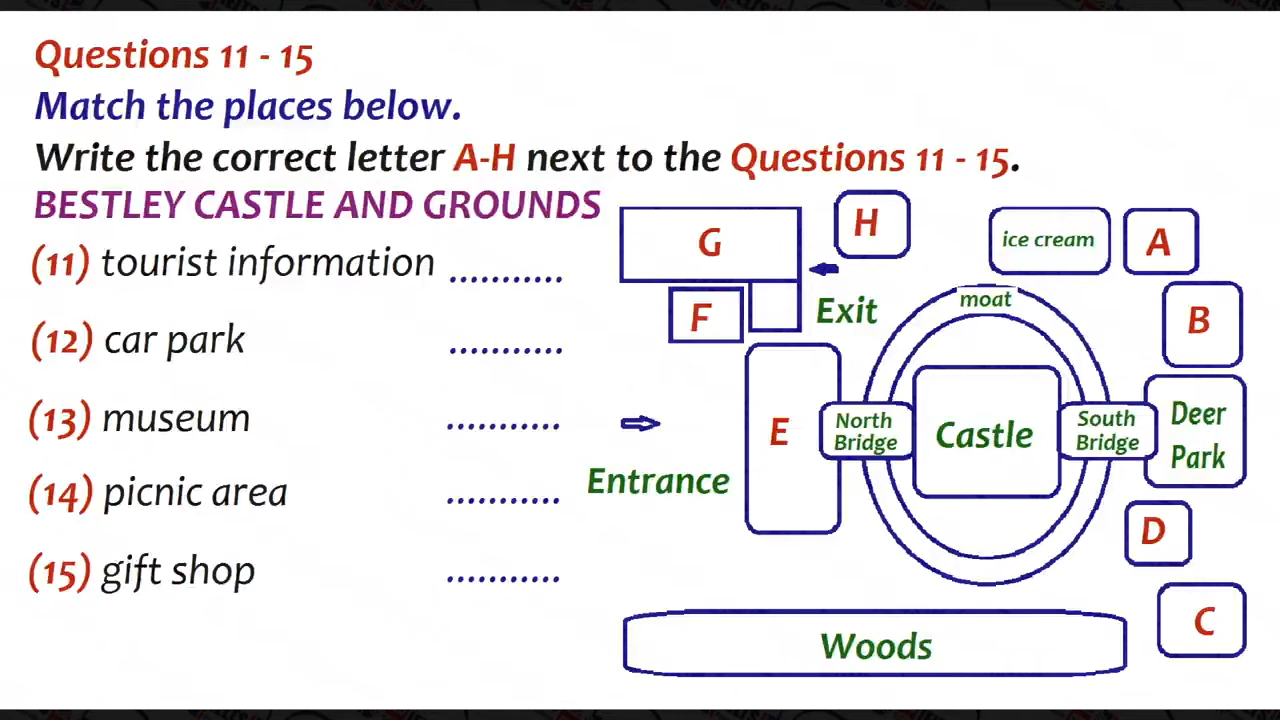 Questions 11 - 15
Match the places below.
Write the correct letter A-H next to the Questions 11 - 15.
BESTLEY CASTLE AND GROUNDS
(11) tourist information ...........
(12) car park ...........
(13) museum ...........
(14) picnic area ...........
(15) gift shop ...........
G
H
ice cream
A
F
Exit
moat
B
E
North
Bridge
Castle
South
Bridge
Deer
Park
Entrance
D
C
Woods